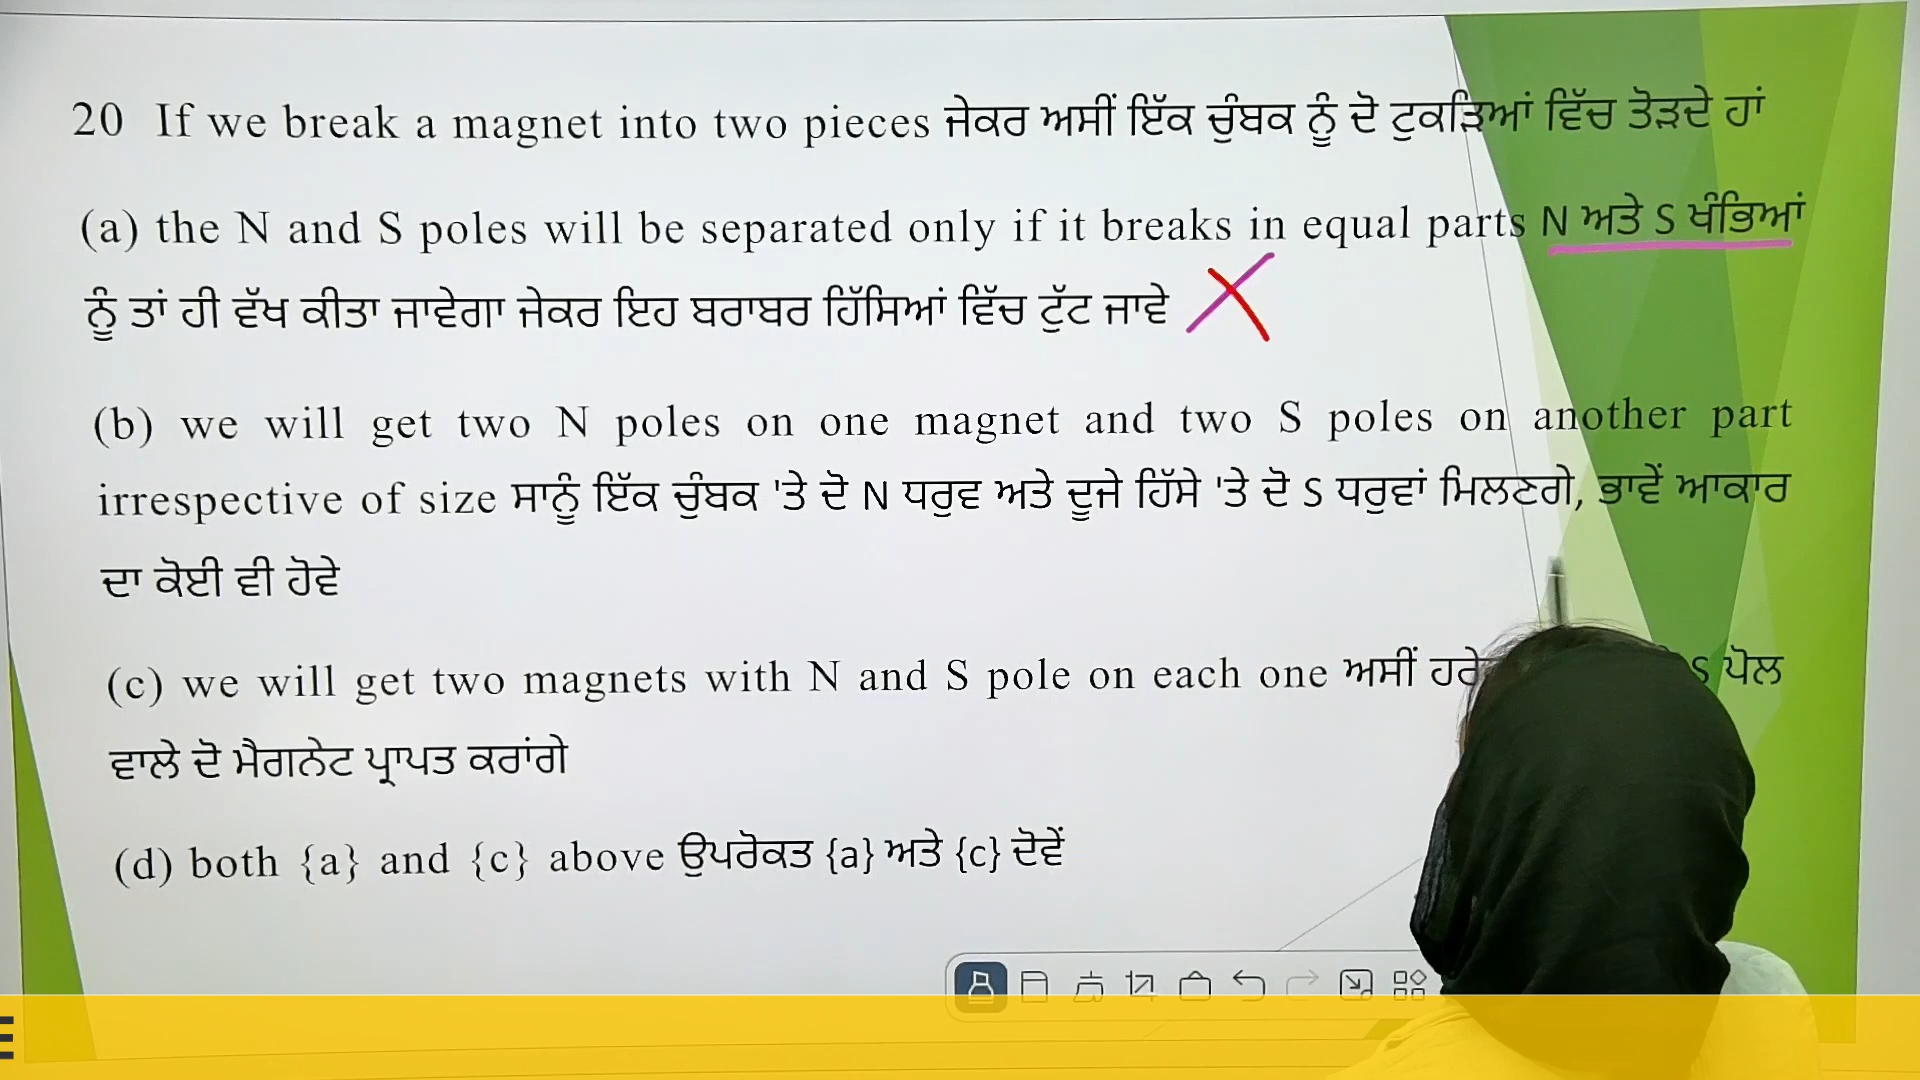 20 If we break a magnet into two pieces ਜੇਕਰ ਅਸੀਂ ਇੱਕ ਚੁੰਬਕ ਨੂੰ ਦੋ ਟੁਕੜਿਆਂ ਵਿੱਚ ਤੋੜਦੇ ਹਾਂ
(a) the N and S poles will be separated only if it breaks in equal parts N ਅਤੇ S ਖੰਭਿਆਂ
ਨੂੰ ਤਾਂ ਹੀ ਵੱਖ ਕੀਤਾ ਜਾਵੇਗਾ ਜੇਕਰ ਇਹ ਬਰਾਬਰ ਹਿੱਸਿਆਂ ਵਿੱਚ ਟੁੱਟ ਜਾਵੇ
(b) we will get two N poles on one magnet and two S poles on another part
irrespective of size ਸਾਨੂੰ ਇੱਕ ਚੁੰਬਕ 'ਤੇ ਦੋ N ਧਰੁਵ ਅਤੇ ਦੂਜੇ ਹਿੱਸੇ 'ਤੇ ਦੋ S ਧਰੁਵਾਂ ਮਿਲਣਗੇ, ਭਾਵੇਂ ਆਕਾਰ
ਦਾ ਕੋਈ ਵੀ ਹੋਵੇ
(c) we will get two magnets with N and S pole on each one ਅਸੀਂ S ਪੋਲ
ਵਾਲੇ ਦੋ ਮੈਗਨੇਟ ਪ੍ਰਾਪਤ ਕਰਾਂਗੇ
(d) both {a} and {c} above ਉਪਰੋਕਤ {a} ਅਤੇ {c} ਦੋਵੇਂ